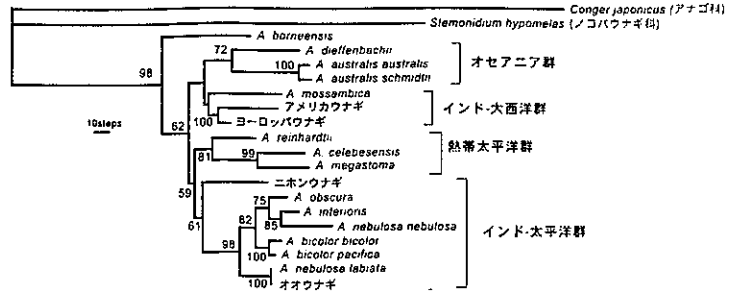 Conger japonicus (アナゴ科)
Stemonidium hypomelas (ノコバウナギ科)
A. borneensis
72 A. dieffenbachii
98
100 A. australis australis
オセアニア群
A. australis schmidtii
A. mossambica
アメリカウナギ
インド-大西洋群
10steps
62
100 ヨーロッパウナギ
A. reinhardtii
81
99 A. celebesensis
熱帯太平洋群
A. megastoma
59
ニホンウナギ
75 A. obscura
61
82
A. interioris
85
A. nebulosa nebulosa
インド-太平洋群
98
A. bicolor bicolor
100 A. bicolor pacifica
A. nebulosa labiata
100 オオウナギ